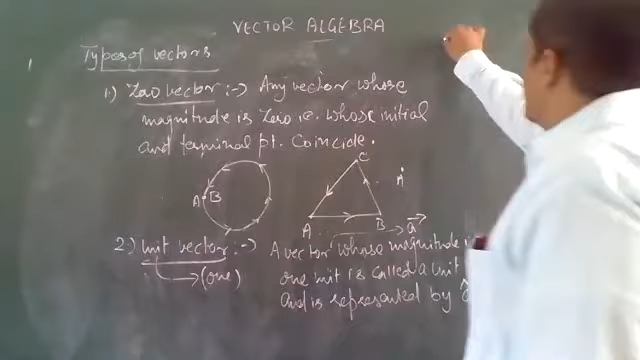 VECTOR ALGEBRA
Types of vectors
1) Zero vector :-> Any vector whose
magnitude is Zero i.e. whose initial
and terminal pt. Coincide.
C
A B
A
A B a
2) Unit vector :-> A vector whose magnitude is
(one) one unit is called a unit
and is represented by